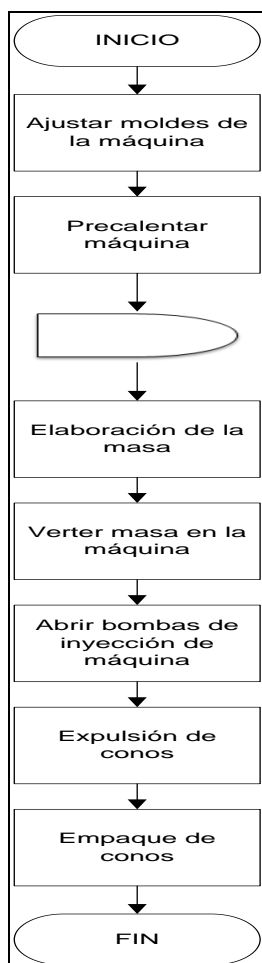 INICIO
Ajustar moldes de
la máquina
Precalentar
máquina
Elaboración de la
masa
Verter masa en la
máquina
Abrir bombas de
inyección de
máquina
Expulsión de
conos
Empaque de
conos
FIN